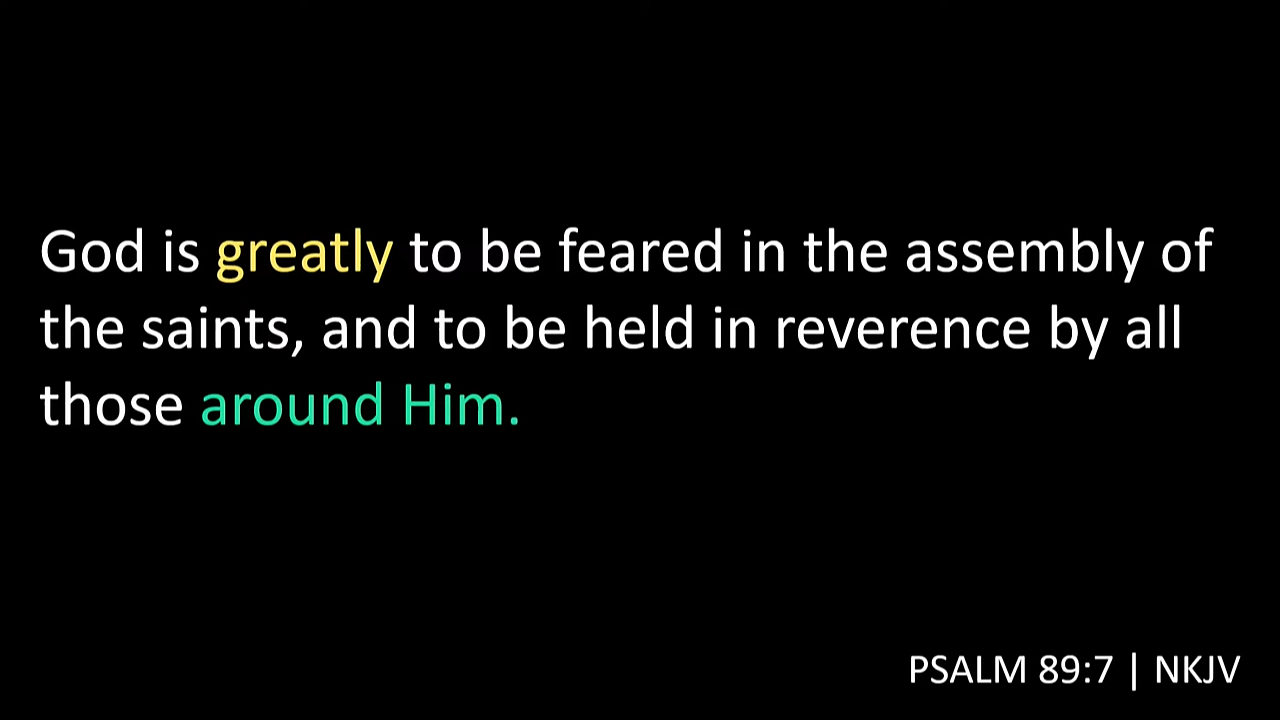 God is greatly to be feared in the assembly of
the saints, and to be held in reverence by all
those around Him.
PSALM 89:7 | NKJV